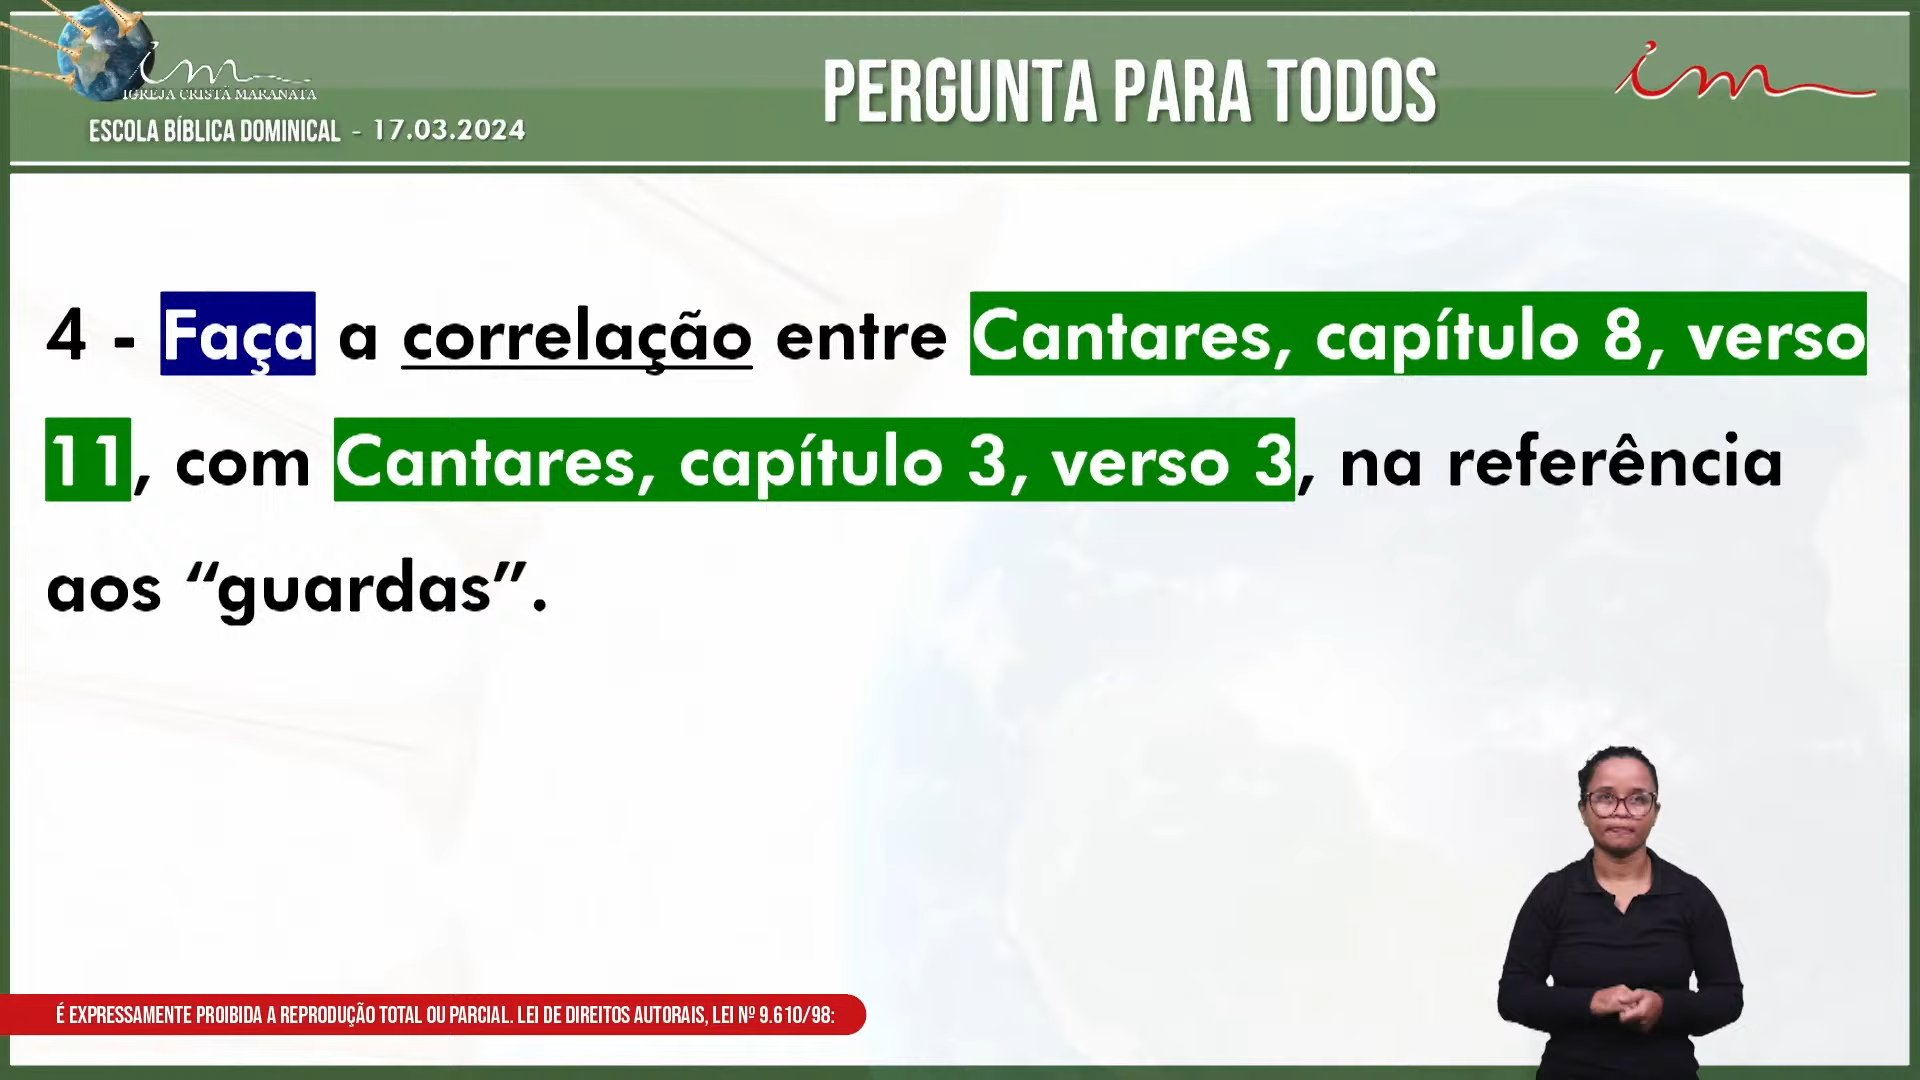 im
IGREJA CRISTÃ MARANATA
ESCOLA BÍBLICA DOMINICAL - 17.03.2024
PERGUNTA PARA TODOS
im
4 - Faça a correlação entre Cantares, capítulo 8, verso
11, com Cantares, capítulo 3, verso 3, na referência
aos “guardas”.
É EXPRESSAMENTE PROIBIDA A REPRODUÇÃO TOTAL OU PARCIAL. LEI DE DIREITOS AUTORAIS, LEI Nº 9.610/98: